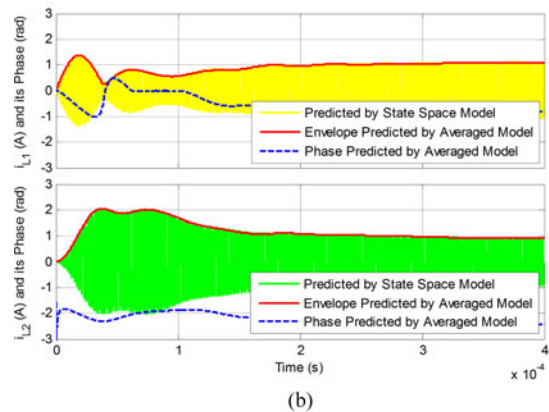 3
2
1
0
-1
-2
-3
i_L1 (A) and its Phase (rad)
Predicted by State Space Model
Envelope Predicted by Averaged Model
Phase Predicted by Averaged Model
3
2
1
0
-1
-2
-3
i_L2 (A) and its Phase (rad)
Predicted by State Space Model
Envelope Predicted by Averaged Model
Phase Predicted by Averaged Model
0 1 2 3 4
Time (s)
x 10^-4
(b)